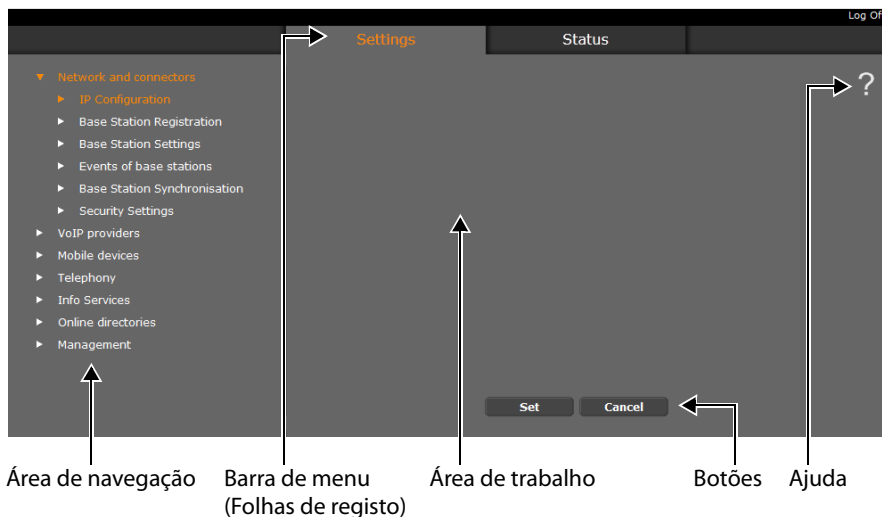 Log Of
Settings
Status
Network and connectors
IP Configuration
Base Station Registration
Base Station Settings
Events of base stations
Base Station Synchronisation
Security Settings
VoIP providers
Mobile devices
Telephony
Info Services
Online directories
Management
?
Set
Cancel
Área de navegação
Barra de menu
(Folhas de registo)
Área de trabalho
Botões
Ajuda